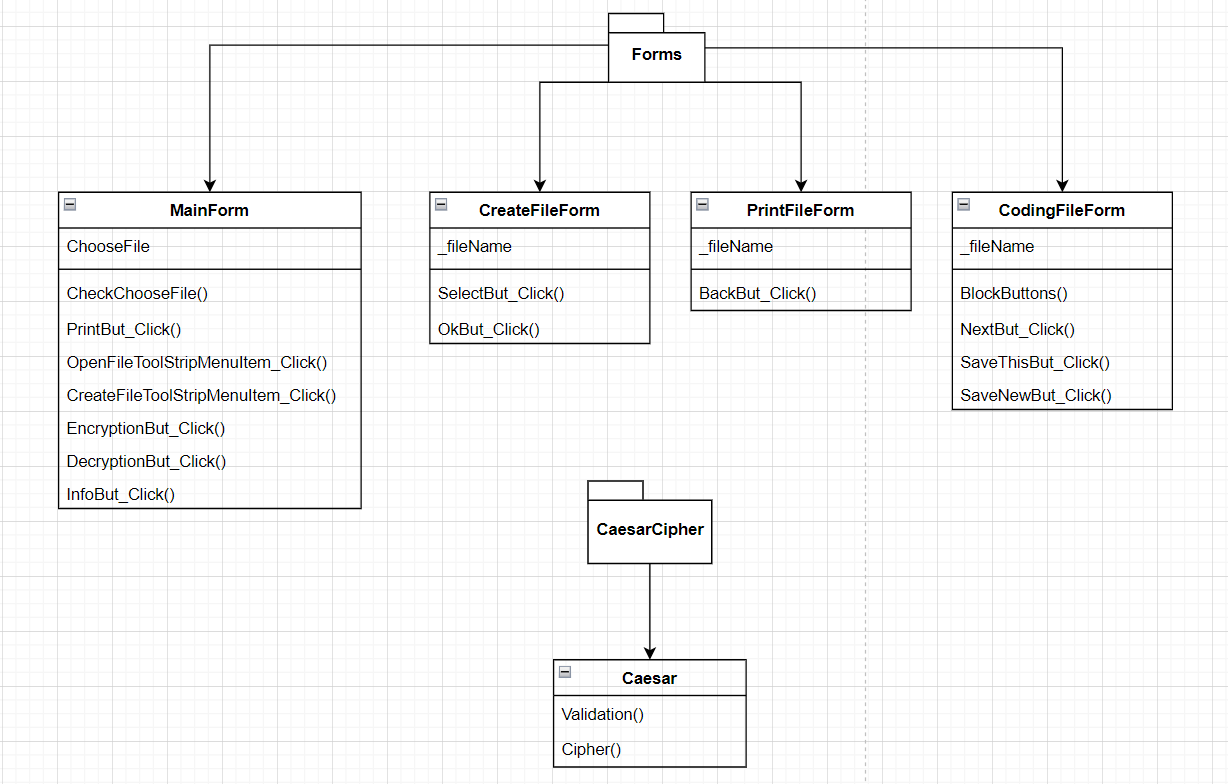 Forms
MainForm
ChooseFile
CheckChooseFile()
PrintBut_Click()
OpenFileToolStripMenuItem_Click()
CreateFileToolStripMenuItem_Click()
EncryptionBut_Click()
DecryptionBut_Click()
InfoBut_Click()
CreateFileForm
_fileName
SelectBut_Click()
OkBut_Click()
PrintFileForm
_fileName
BackBut_Click()
CodingFileForm
_fileName
BlockButtons()
NextBut_Click()
SaveThisBut_Click()
SaveNewBut_Click()
CaesarCipher
Caesar
Validation()
Cipher()